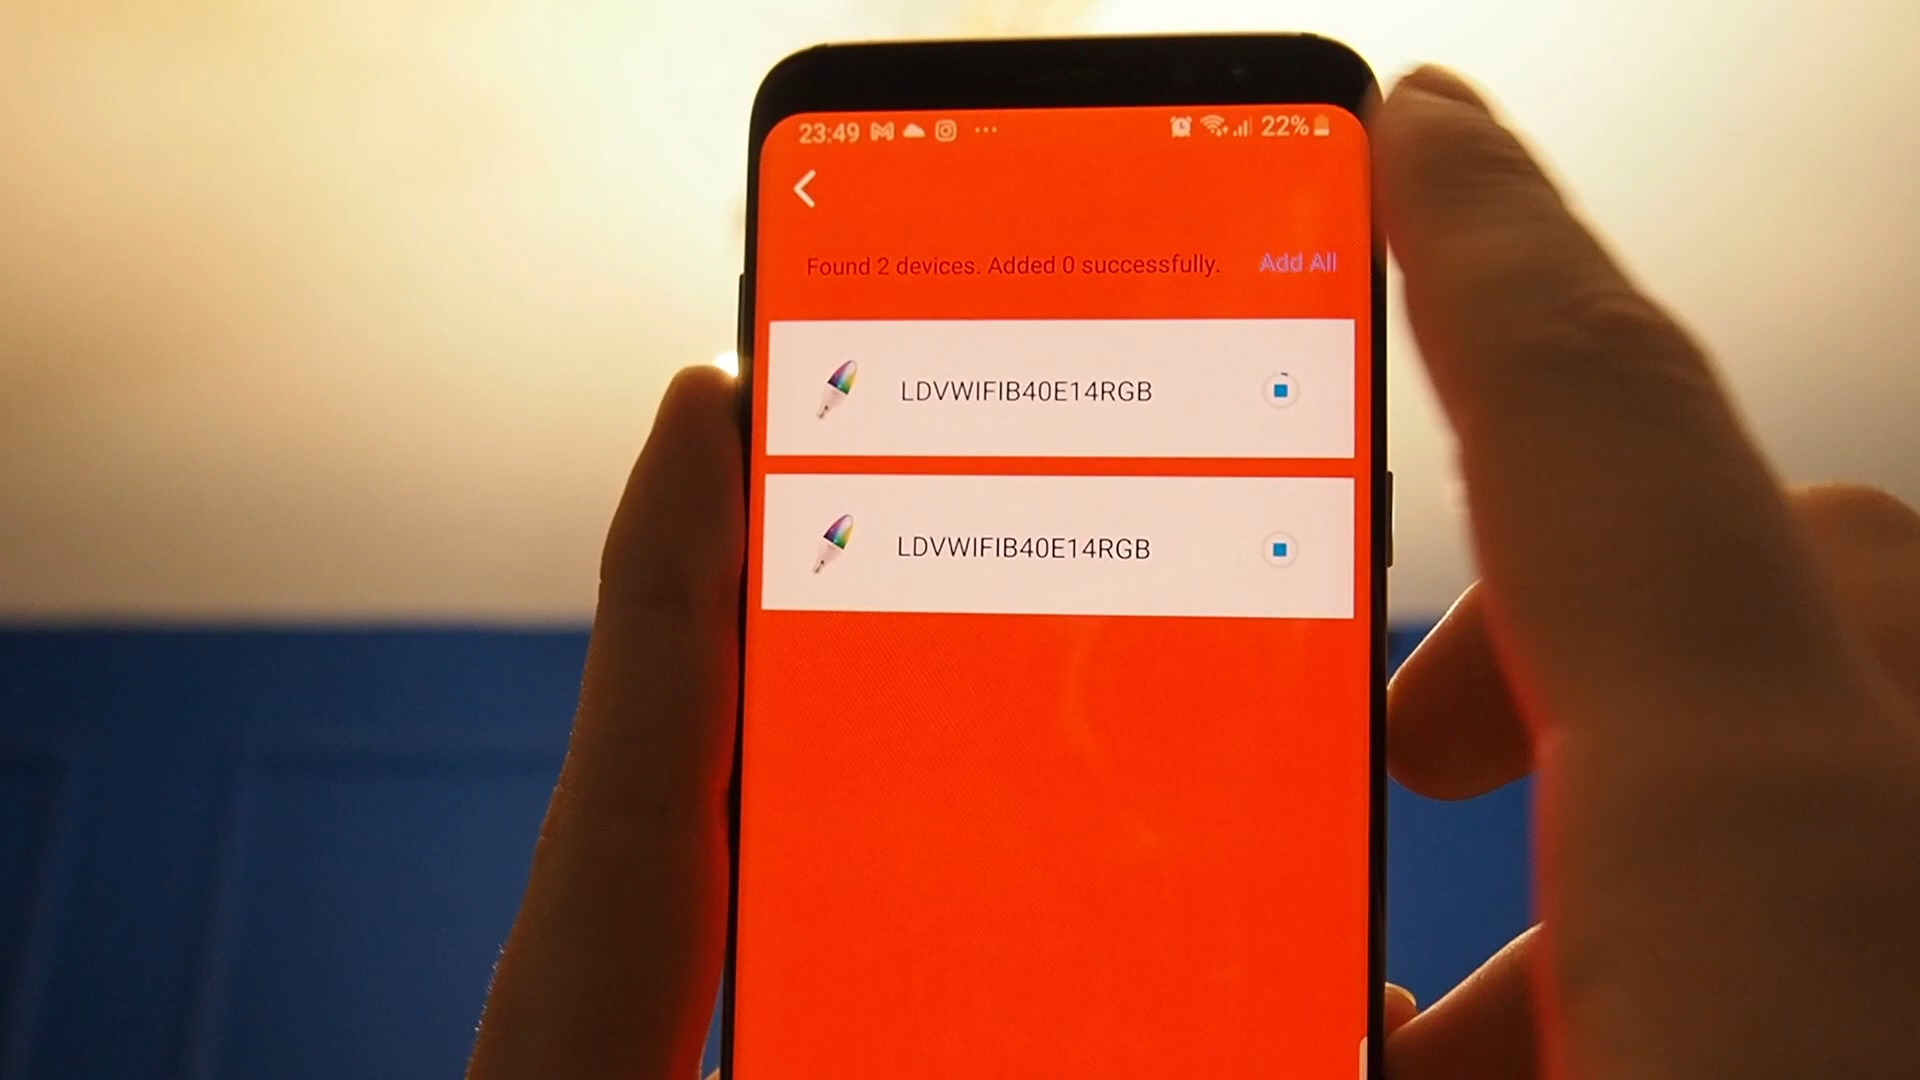 23:49 22%
Found 2 devices. Added 0 successfully. Add All
LDVWIFIB40E14RGB
LDVWIFIB40E14RGB